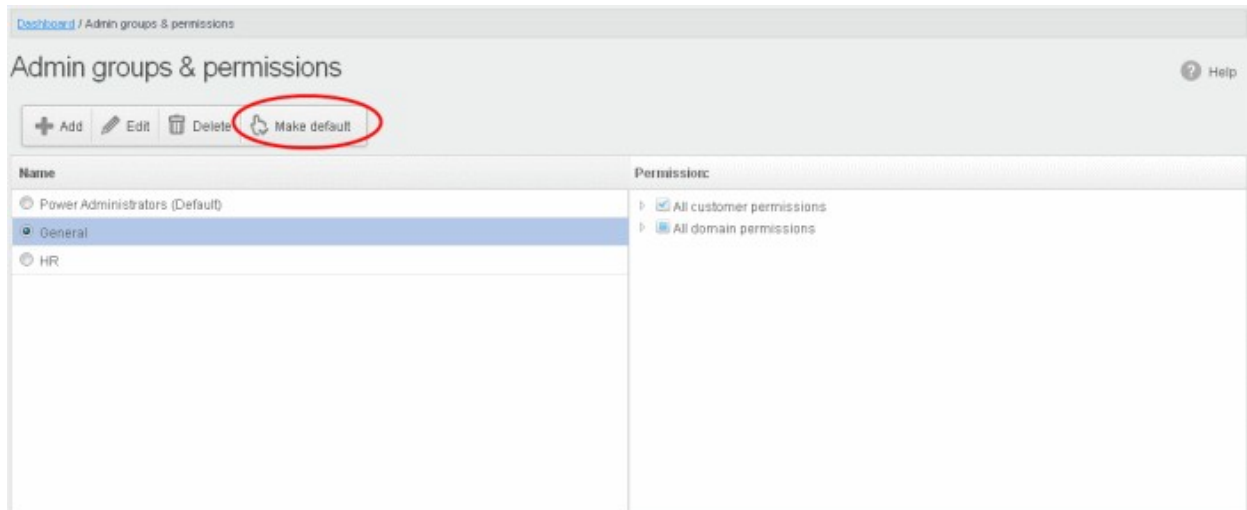 Dashboard / Admin groups & permissions
Admin groups & permissions
Help
Add Edit Delete Make default
Name Permission:
Power Administrators (Default) All customer permissions
General All domain permissions
HR